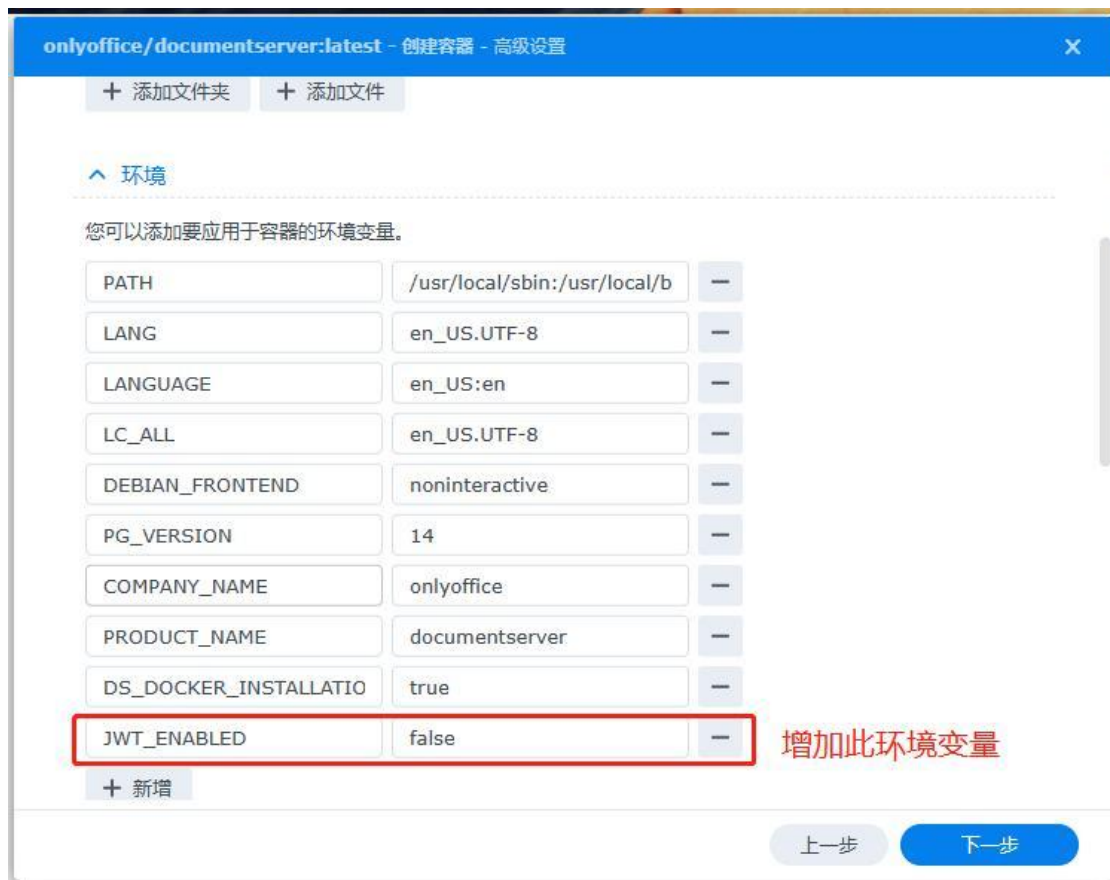 onlyoffice/documentserver:latest - 创建容器 - 高级设置
添加文件夹 添加文件
环境
您可以添加要应用于容器的环境变量。
PATH /usr/local/sbin:/usr/local/b
LANG en_US.UTF-8
LANGUAGE en_US:en
LC_ALL en_US.UTF-8
DEBIAN_FRONTEND noninteractive
PG_VERSION 14
COMPANY_NAME onlyoffice
PRODUCT_NAME documentserver
DS_DOCKER_INSTALLATIO true
JWT_ENABLED false 增加此环境变量
新增
上一步 下一步